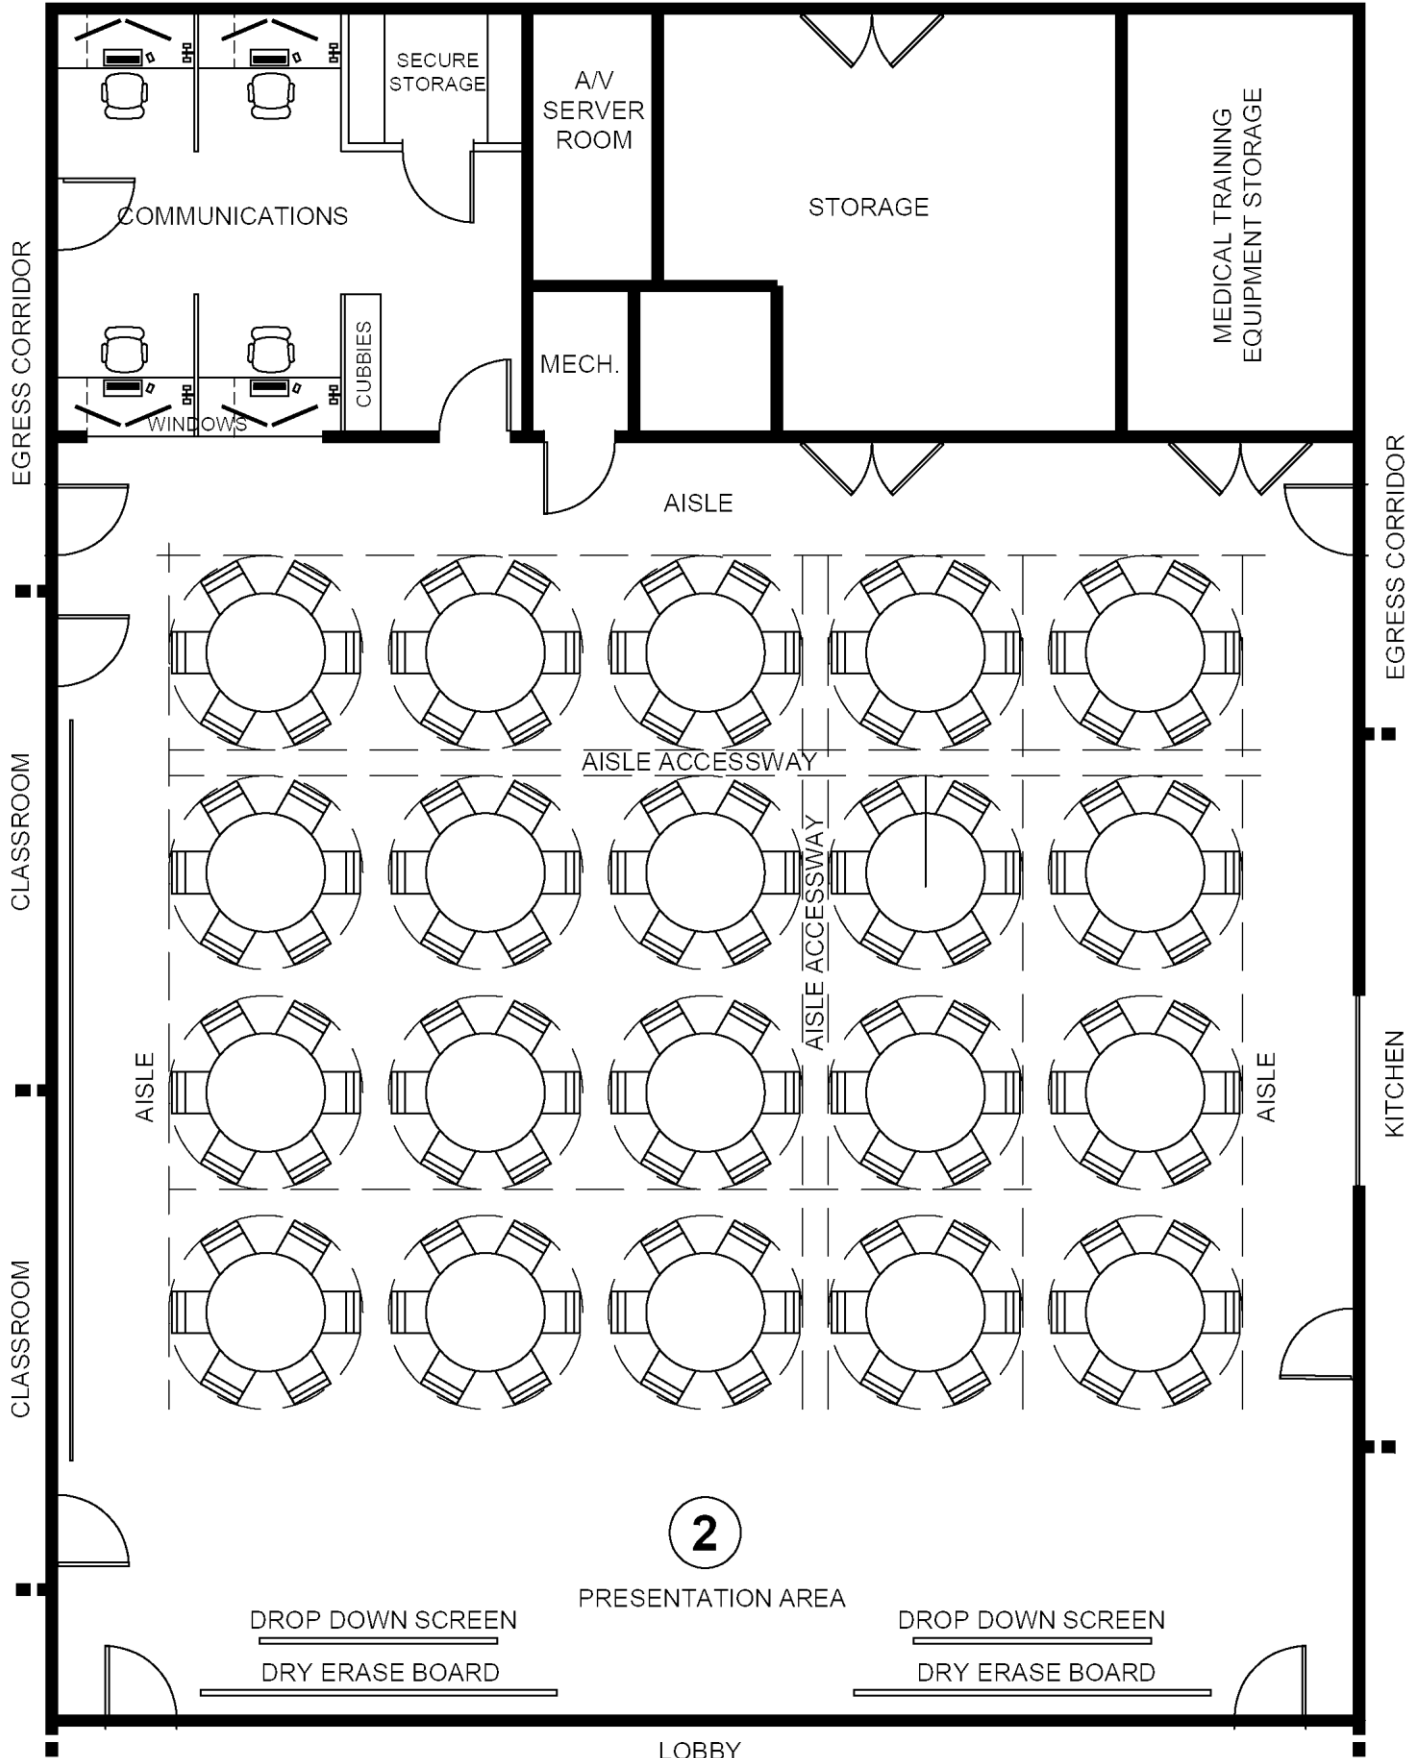 SECURE
STORAGE
A/V
SERVER
ROOM
MEDICAL TRAINING
EQUIPMENT STORAGE
STORAGE
COMMUNICATIONS
EGRESS CORRIDOR
CUBBIES
MECH.
WINDOWS
AISLE
EGRESS CORRIDOR
AISLE ACCESSWAY
CLASSROOM
AISLE ACCESSWAY
AISLE
AISLE
KITCHEN
CLASSROOM
2
PRESENTATION AREA
DROP DOWN SCREEN
DROP DOWN SCREEN
DRY ERASE BOARD
DRY ERASE BOARD
LOBBY